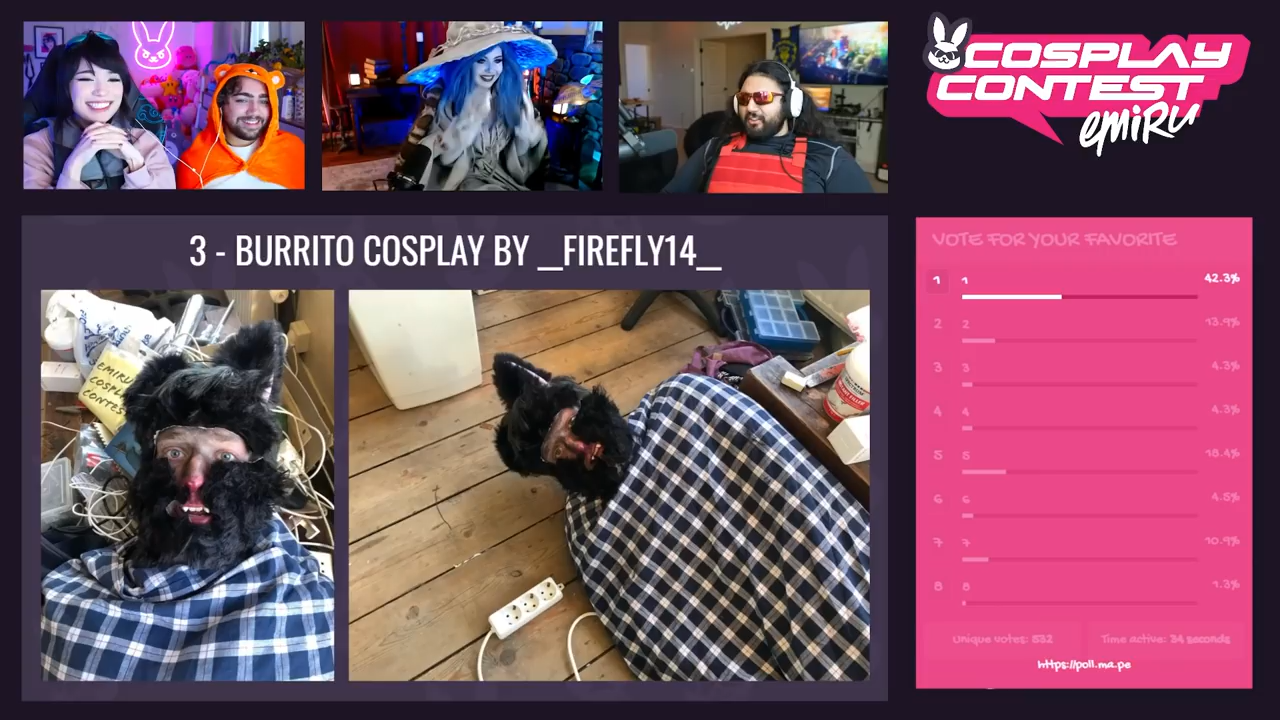 COSPLAY
CONTEST
emiru
3 - BURRITO COSPLAY BY __FIREFLY14__
EMIRU
COSPLAY
CONTEST
VOTE FOR YOUR FAVORITE
1 1 42.3%
2 2 13.9%
3 3 4.3%
4 4 4.3%
5 5 18.4%
6 6 4.5%
7 7 10.9%
8 8 1.3%
Unique votes: 532 Time active: 34 seconds
https://poll.ma.pe